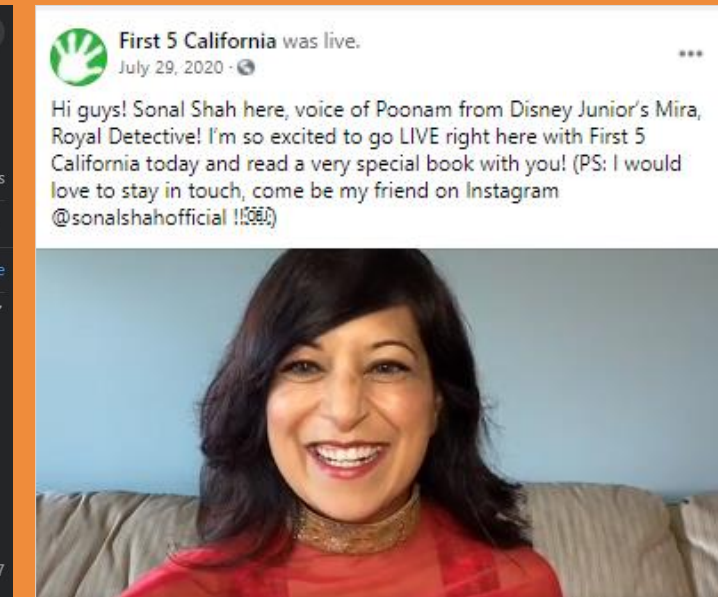 First 5 California was live.
July 29, 2020 ·
Hi guys! Sonal Shah here, voice of Poonam from Disney Junior's Mira,
Royal Detective! I'm so excited to go LIVE right here with First 5
California today and read a very special book with you! (PS: I would
love to stay in touch, come be my friend on Instagram
@sonalshahofficial !!￼)
s
e
7